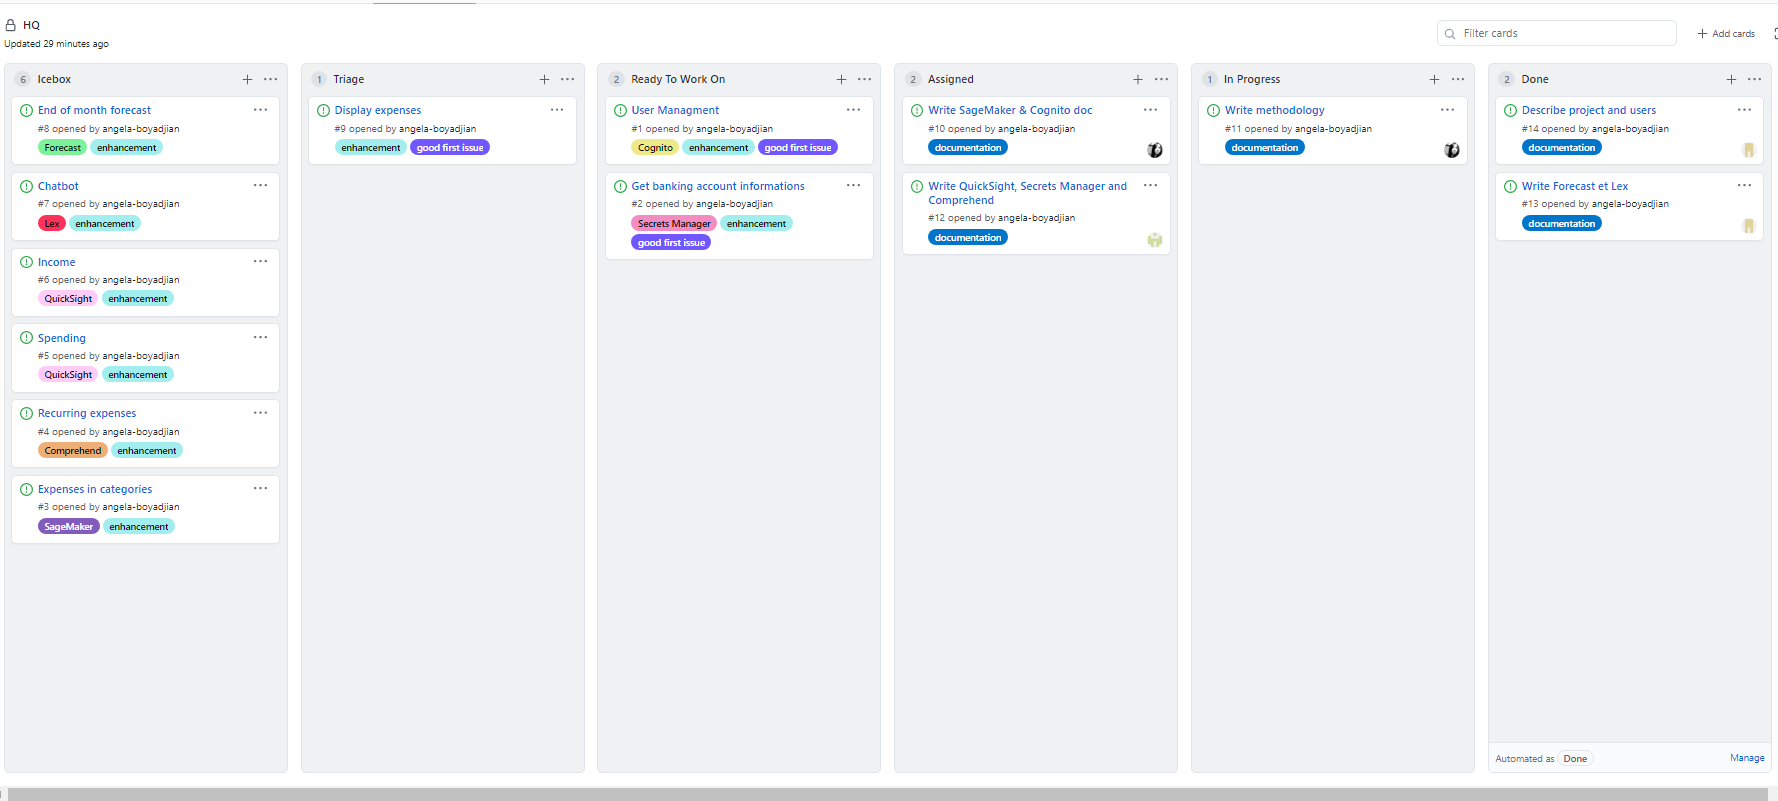 HQ
Updated 29 minutes ago
Filter cards
Add cards
6 Icebox
End of month forecast
#8 opened by angela-boyadjian
Forecast enhancement
Chatbot
#7 opened by angela-boyadjian
Lex enhancement
Income
#6 opened by angela-boyadjian
QuickSight enhancement
Spending
#5 opened by angela-boyadjian
QuickSight enhancement
Recurring expenses
#4 opened by angela-boyadjian
Comprehend enhancement
Expenses in categories
#3 opened by angela-boyadjian
SageMaker enhancement
1 Triage
Display expenses
#9 opened by angela-boyadjian
enhancement good first issue
2 Ready To Work On
User Managment
#1 opened by angela-boyadjian
Cognito enhancement good first issue
Get banking account informations
#2 opened by angela-boyadjian
Secrets Manager enhancement
good first issue
2 Assigned
Write SageMaker & Cognito doc
#10 opened by angela-boyadjian
documentation
Write QuickSight, Secrets Manager and
Comprehend
#12 opened by angela-boyadjian
documentation
1 In Progress
Write methodology
#11 opened by angela-boyadjian
documentation
2 Done
Describe project and users
#14 opened by angela-boyadjian
documentation
Write Forecast et Lex
#13 opened by angela-boyadjian
documentation
Automated as Done Manage